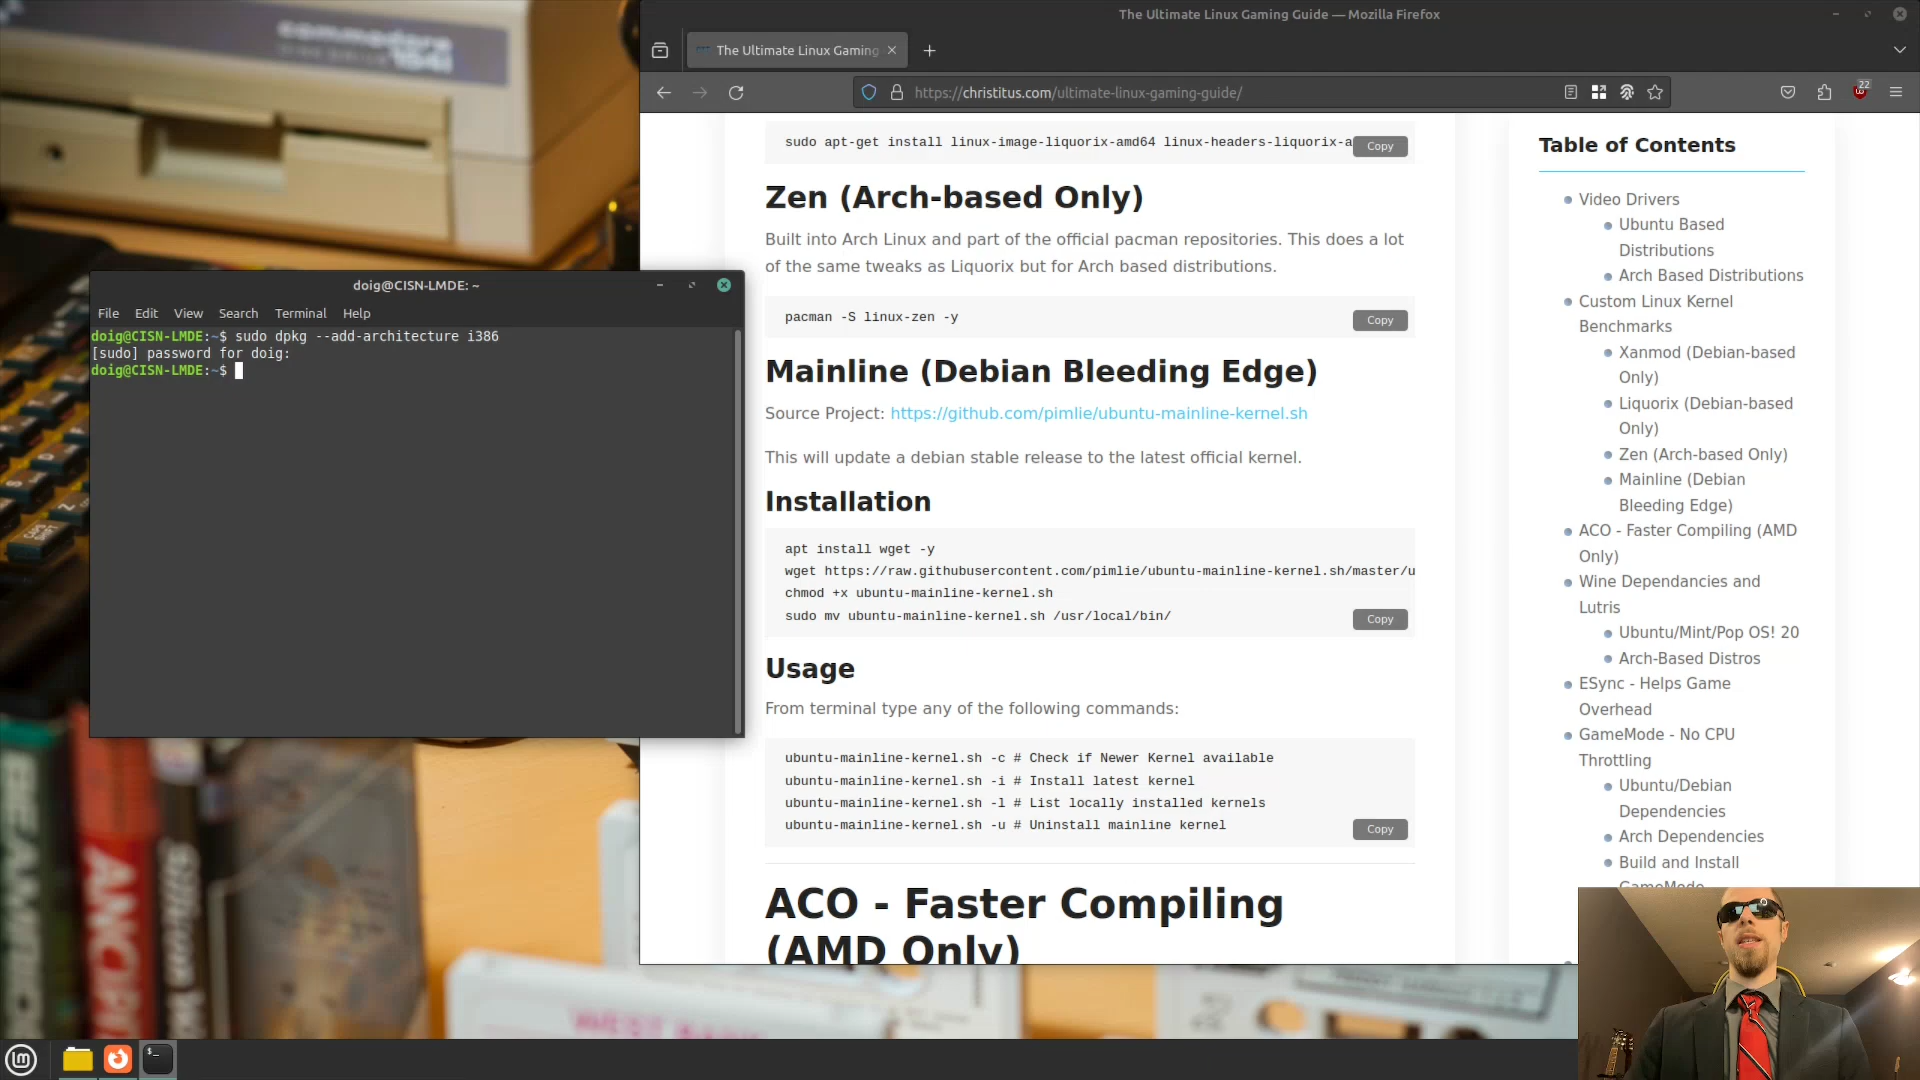 commodore
1541
The Ultimate Linux Gaming Guide — Mozilla Firefox
The Ultimate Linux Gaming
https://christitus.com/ultimate-linux-gaming-guide/
22
sudo apt-get install linux-image-liquorix-amd64 linux-headers-liquorix-a
Copy
Zen (Arch-based Only)
Built into Arch Linux and part of the official pacman repositories. This does a lot
of the same tweaks as Liquorix but for Arch based distributions.
pacman -S linux-zen -y
Copy
Mainline (Debian Bleeding Edge)
Source Project: https://github.com/pimlie/ubuntu-mainline-kernel.sh
This will update a debian stable release to the latest official kernel.
Installation
apt install wget -y
wget https://raw.githubusercontent.com/pimlie/ubuntu-mainline-kernel.sh/master/u
chmod +x ubuntu-mainline-kernel.sh
sudo mv ubuntu-mainline-kernel.sh /usr/local/bin/
Copy
Usage
From terminal type any of the following commands:
ubuntu-mainline-kernel.sh -c # Check if Newer Kernel available
ubuntu-mainline-kernel.sh -i # Install latest kernel
ubuntu-mainline-kernel.sh -l # List locally installed kernels
ubuntu-mainline-kernel.sh -u # Uninstall mainline kernel
Copy
ACO - Faster Compiling
(AMD Only)
Table of Contents
Video Drivers
Ubuntu Based
Distributions
Arch Based Distributions
Custom Linux Kernel
Benchmarks
Xanmod (Debian-based
Only)
Liquorix (Debian-based
Only)
Zen (Arch-based Only)
Mainline (Debian
Bleeding Edge)
ACO - Faster Compiling (AMD
Only)
Wine Dependancies and
Lutris
Ubuntu/Mint/Pop OS! 20
Arch-Based Distros
ESync - Helps Game
Overhead
GameMode - No CPU
Throttling
Ubuntu/Debian
Dependencies
Arch Dependencies
Build and Install
GameMode
doig@CISN-LMDE: ~
File Edit View Search Terminal Help
doig@CISN-LMDE:~$ sudo dpkg --add-architecture i386
[sudo] password for doig:
doig@CISN-LMDE:~$